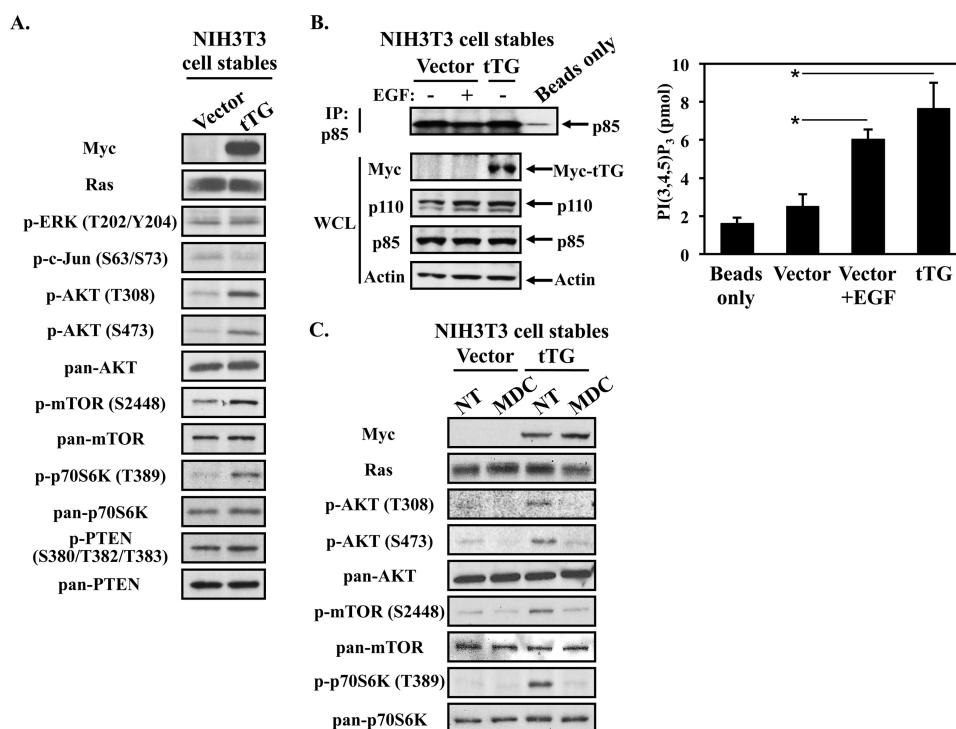 A.
NIH3T3
cell stables
Vector
tTG
Myc
Ras
p-ERK (T202/Y204)
p-c-Jun (S63/S73)
p-AKT (T308)
p-AKT (S473)
pan-AKT
p-mTOR (S2448)
pan-mTOR
p-p70S6K (T389)
pan-p70S6K
p-PTEN
(S380/T382/T383)
pan-PTEN
B.
NIH3T3 cell stables
Vector tTG
Beads only
EGF: - + -
IP:
p85
p85
WCL
Myc Myc-tTG
p110 p110
p85 p85
Actin Actin
PI(3,4,5)P3 (pmol)
10
8
6
4
2
0
*
*
Beads
only
Vector
Vector
+EGF
tTG
C.
NIH3T3 cell stables
Vector tTG
NT MDC NT MDC
Myc
Ras
p-AKT (T308)
p-AKT (S473)
pan-AKT
p-mTOR (S2448)
pan-mTOR
p-p70S6K (T389)
pan-p70S6K